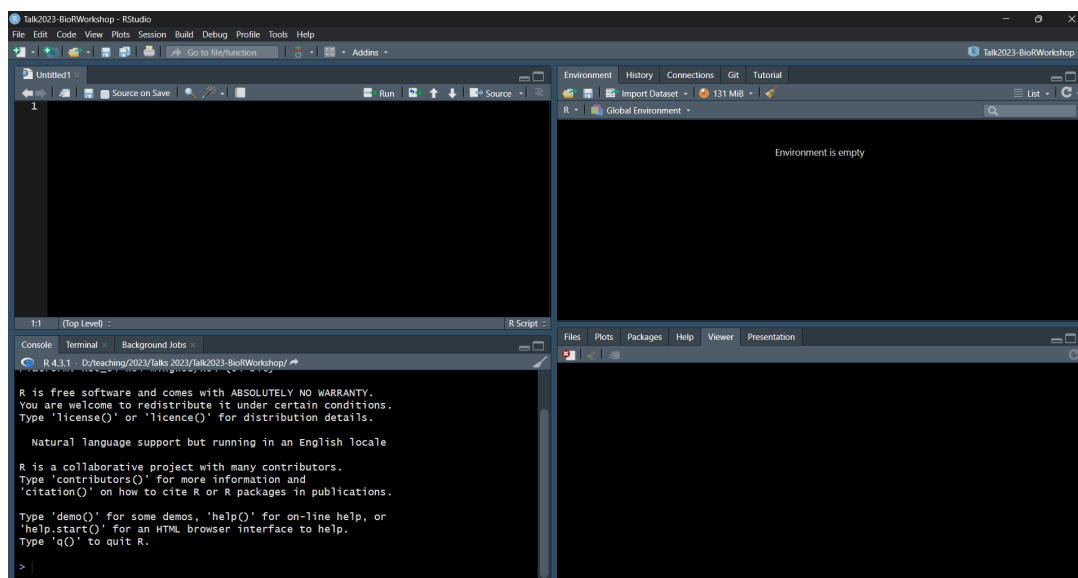 Talk2023-BioRWorkshop - RStudio
File Edit Code View Plots Session Build Debug Profile Tools Help
Go to file/function Addins Talk2023-BioRWorkshop
Untitled1
Source on Save Run Source
1
1:1 (Top Level) R Script
Console Terminal Background Jobs
R 4.3.1 · D:/teaching/2023/Talks 2023/Talk2023-BioRWorkshop/
R is free software and comes with ABSOLUTELY NO WARRANTY.
You are welcome to redistribute it under certain conditions.
Type 'license()' or 'licence()' for distribution details.
Natural language support but running in an English locale
R is a collaborative project with many contributors.
Type 'contributors()' for more information and
'citation()' on how to cite R or R packages in publications.
Type 'demo()' for some demos, 'help()' for on-line help, or
'help.start()' for an HTML browser interface to help.
Type 'q()' to quit R.
>
Environment History Connections Git Tutorial
Import Dataset 131 MiB List
R Global Environment
Environment is empty
Files Plots Packages Help Viewer Presentation